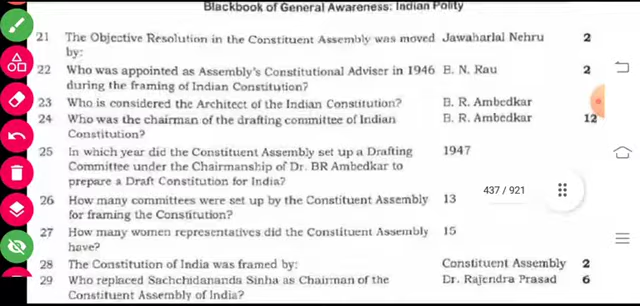 Blackbook of General Awareness: Indian Polity
21 The Objective Resolution in the Constituent Assembly was moved Jawaharlal Nehru 2
by:
22 Who was appointed as Assembly's Constitutional Adviser in 1946 B. N. Rau 2
during the framing of Indian Constitution?
23 Who is considered the Architect of the Indian Constitution? B. R. Ambedkar
24 Who was the chairman of the drafting committee of Indian B. R. Ambedkar 12
Constitution?
25 In which year did the Constituent Assembly set up a Drafting 1947
Committee under the Chairmanship of Dr. BR Ambedkar to
prepare a Draft Constitution for India?
437 / 921
26 How many committees were set up by the Constituent Assembly 13
for framing the Constitution?
27 How many women representatives did the Constituent Assembly 15
have?
28 The Constitution of India was framed by: Constituent Assembly 2
29 Who replaced Sachchidananda Sinha as Chairman of the Dr. Rajendra Prasad 6
Constituent Assembly of India?